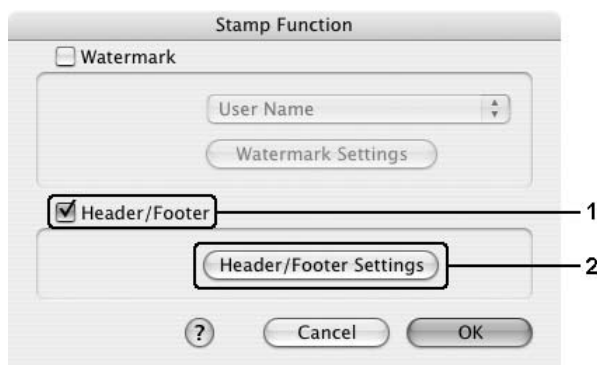 Stamp Function
Watermark
User Name
Watermark Settings
Header/Footer
1
Header/Footer Settings
2
? Cancel OK